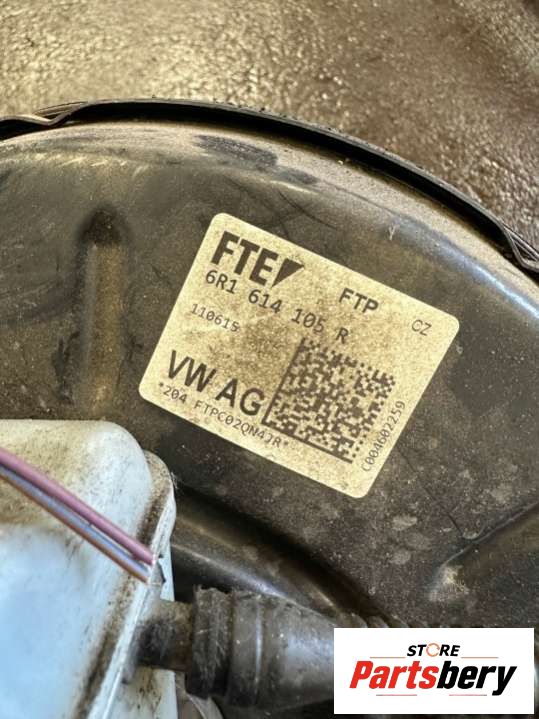 FTE
FTP CZ
6R1 614 105 R
110615
VW AG
*204 FTPC02QN4JR*
C004602259
STORE
Partsbery